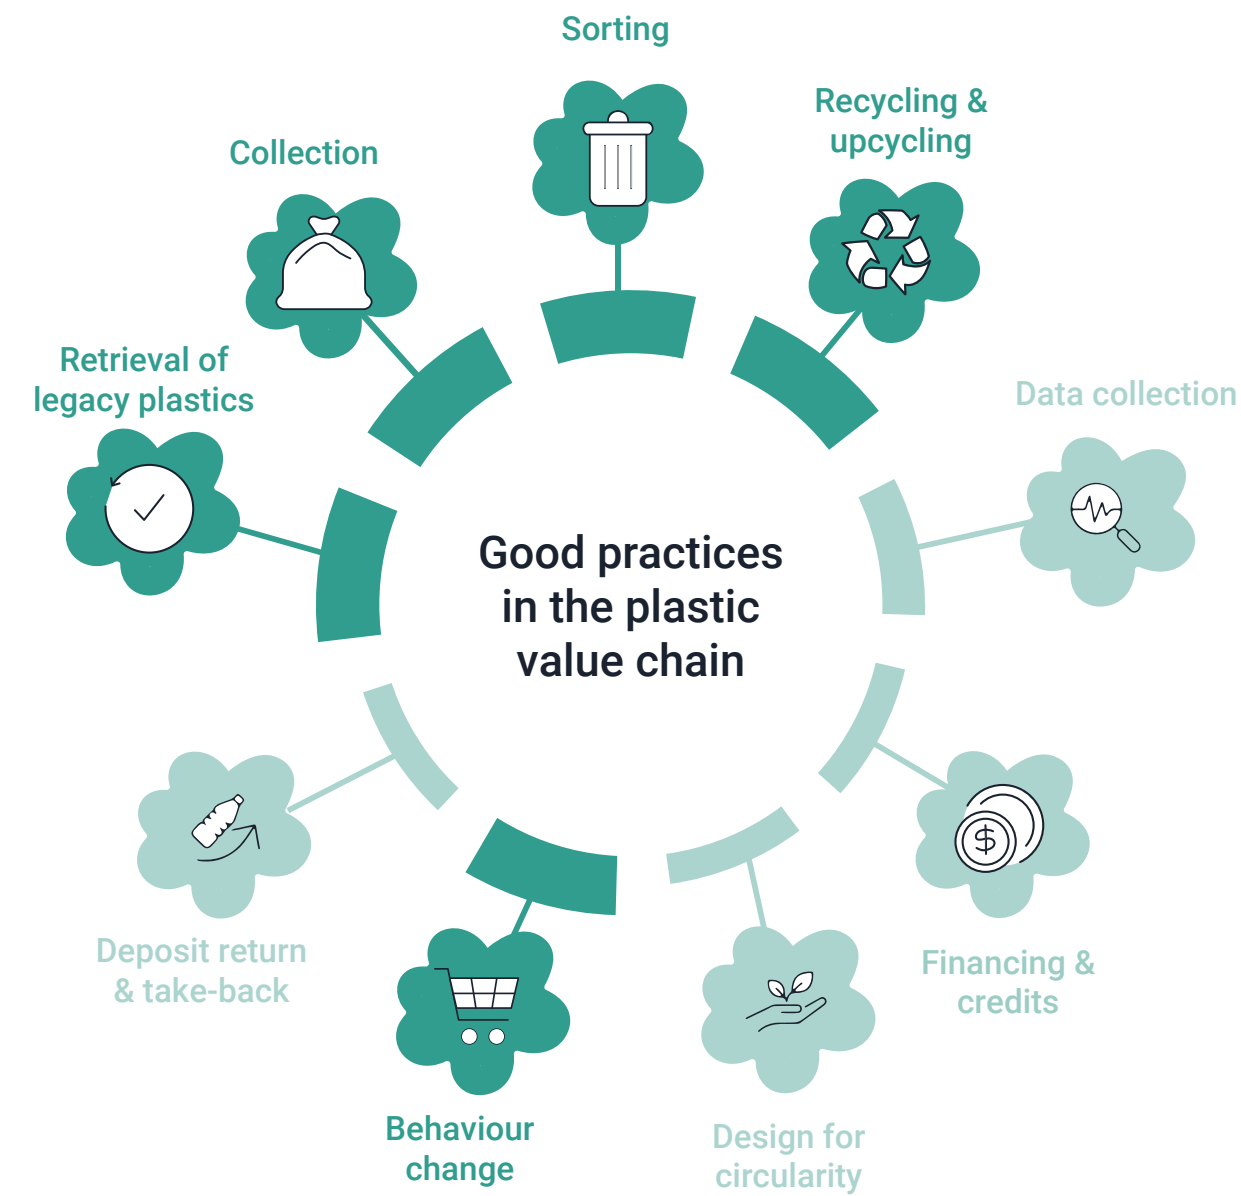 Sorting
Recycling &
upcycling
Collection
Retrieval of
legacy plastics
Data collection
Good practices
in the plastic
value chain
Deposit return
& take-back
Financing &
credits
Behaviour
change
Design for
circularity
$